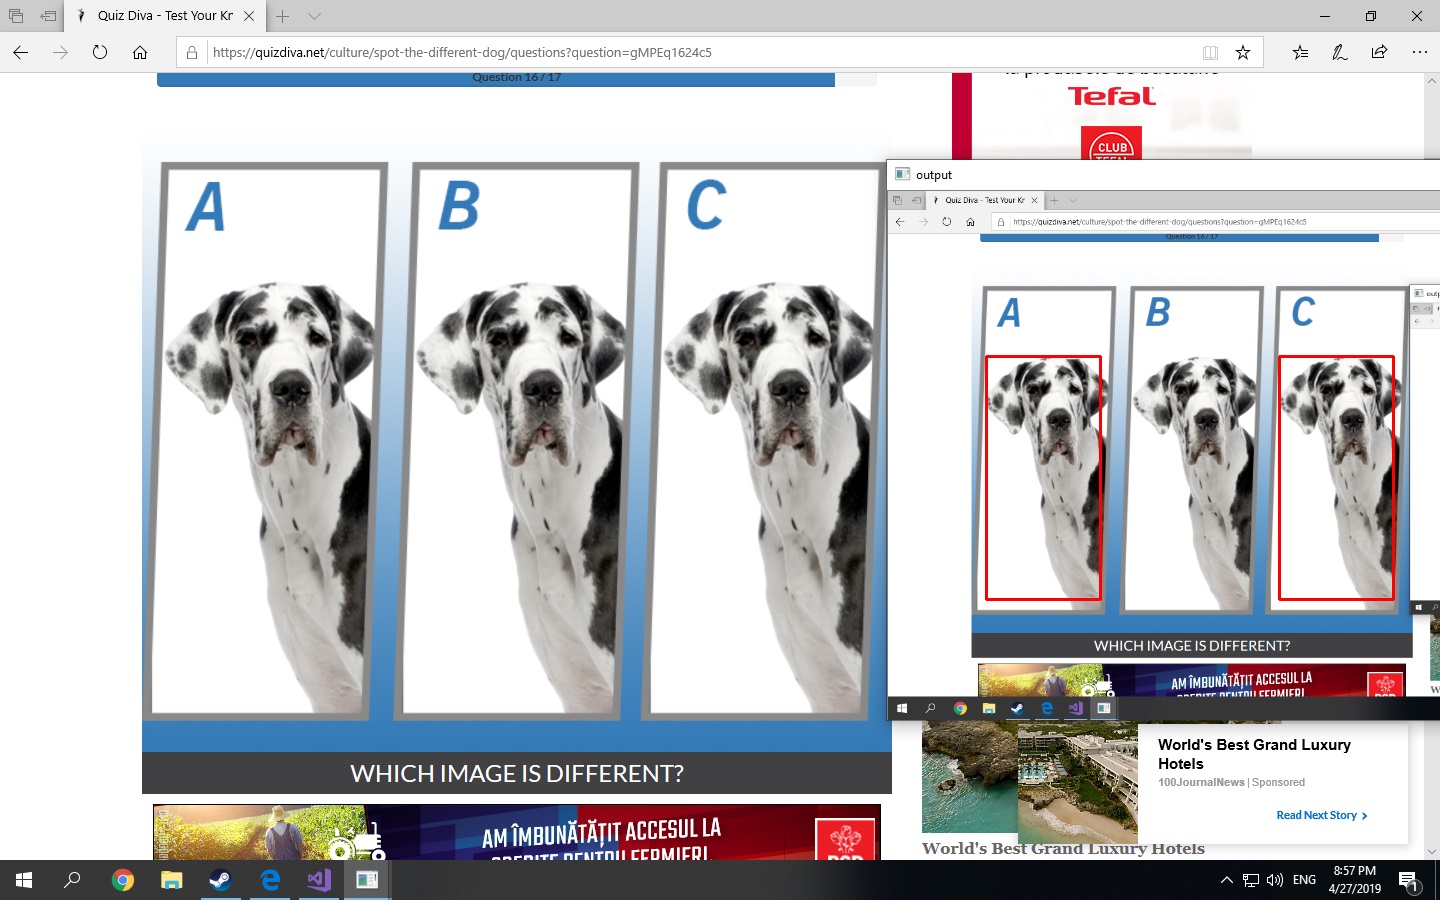 Quiz Diva - Test Your Kr
https://quizdiva.net/culture/spot-the-different-dog/questions?question=gMPEq1624c5
Question 16 / 17
Tefal
CLUB
A
B
C
WHICH IMAGE IS DIFFERENT?
AM ÎMBUNĂTĂȚIT ACCESUL LA
output
Quiz Diva - Test Your Kr
https://quizdiva.net/culture/spot-the-different-dog/questions?question=gMPEq1624c5
Question 16 / 17
A
B
C
WHICH IMAGE IS DIFFERENT?
AM ÎMBUNĂTĂȚIT ACCESUL LA
World's Best Grand Luxury
Hotels
100JournalNews | Sponsored
Read Next Story
World's Best Grand Luxury Hotels
ENG
8:57 PM
4/27/2019
1